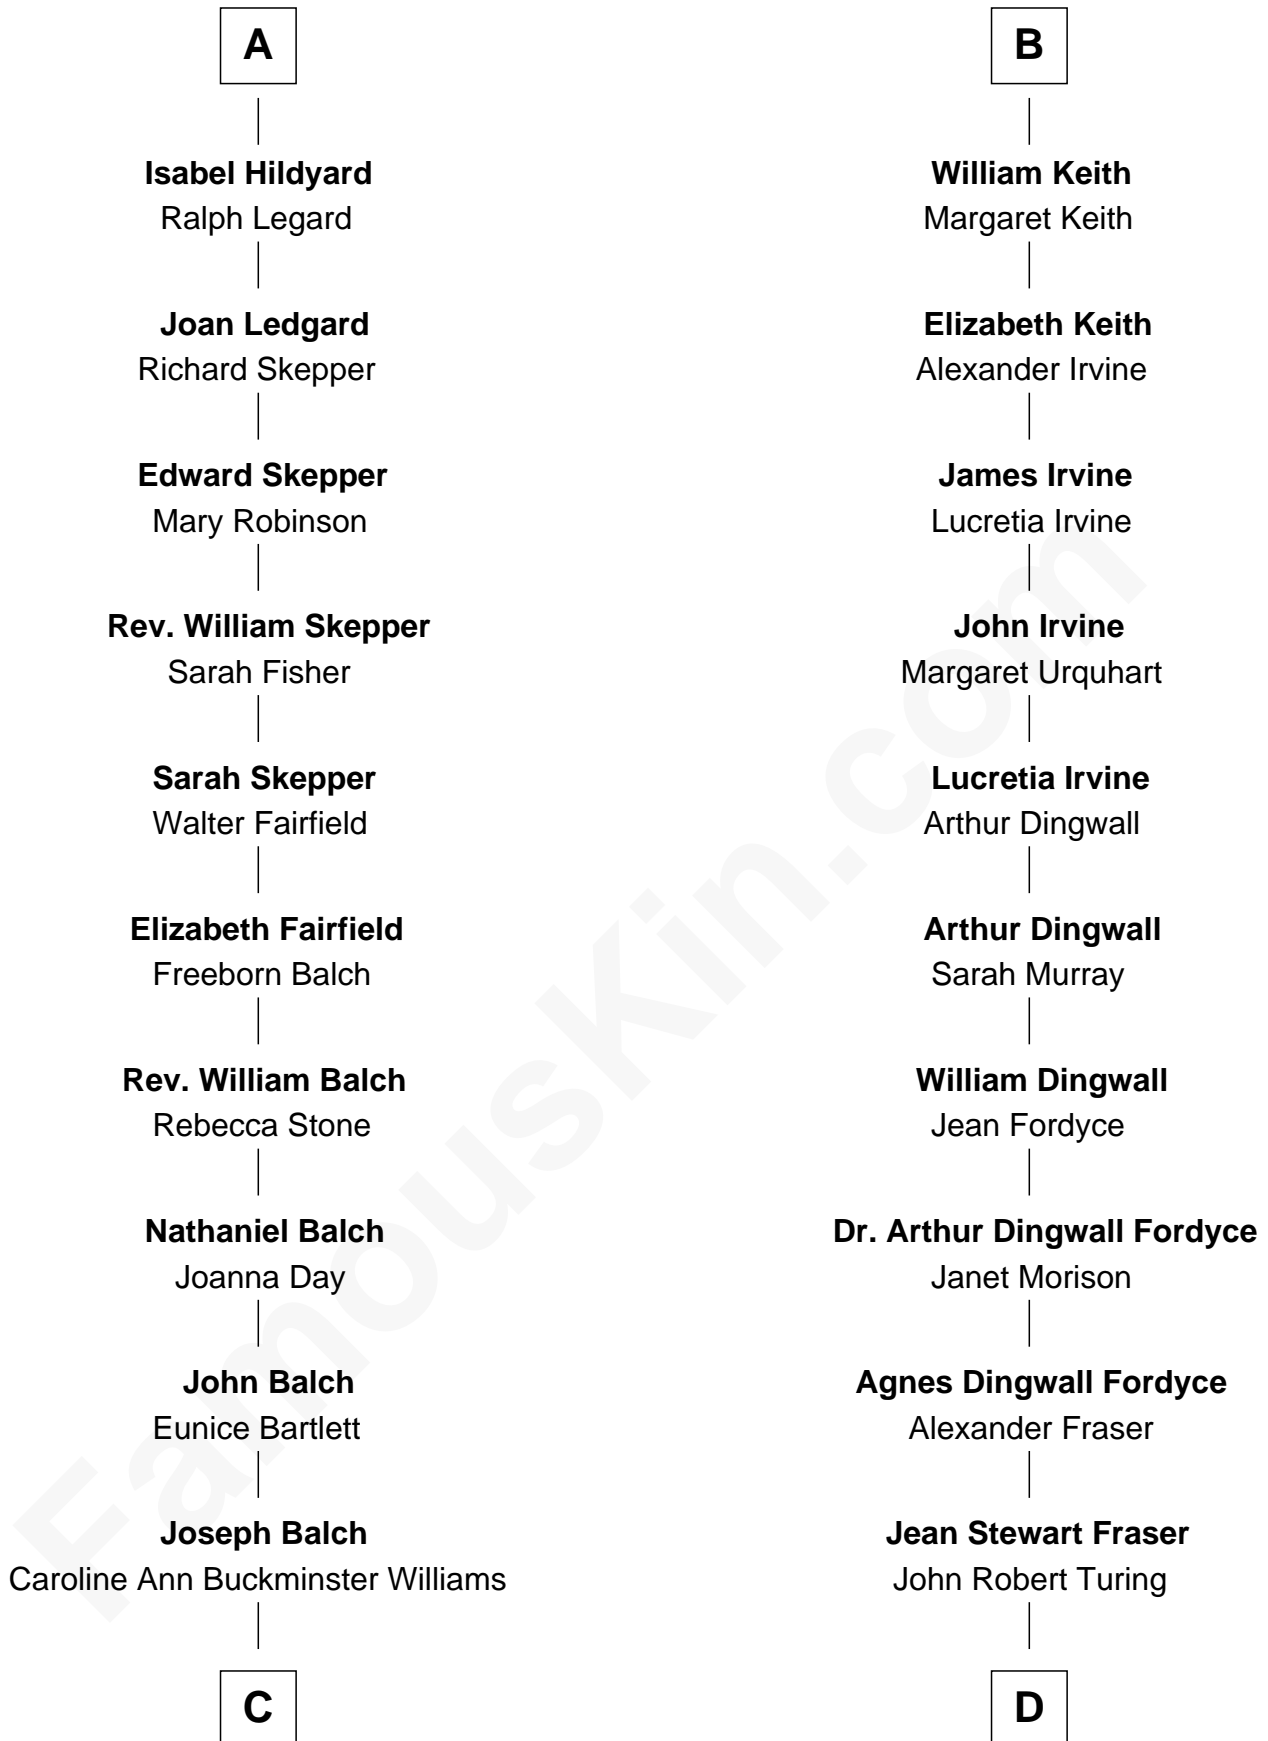 A
Isabel Hildyard
Ralph Legard
Joan Ledgard
Richard Skepper
Edward Skepper
Mary Robinson
Rev. William Skepper
Sarah Fisher
Sarah Skepper
Walter Fairfield
Elizabeth Fairfield
Freeborn Balch
Rev. William Balch
Rebecca Stone
Nathaniel Balch
Joanna Day
John Balch
Eunice Bartlett
Joseph Balch
Caroline Ann Buckminster Williams
C
B
William Keith
Margaret Keith
Elizabeth Keith
Alexander Irvine
James Irvine
Lucretia Irvine
John Irvine
Margaret Urquhart
Lucretia Irvine
Arthur Dingwall
Arthur Dingwall
Sarah Murray
William Dingwall
Jean Fordyce
Dr. Arthur Dingwall Fordyce
Janet Morison
Agnes Dingwall Fordyce
Alexander Fraser
Jean Stewart Fraser
John Robert Turing
D
FamousKin.com